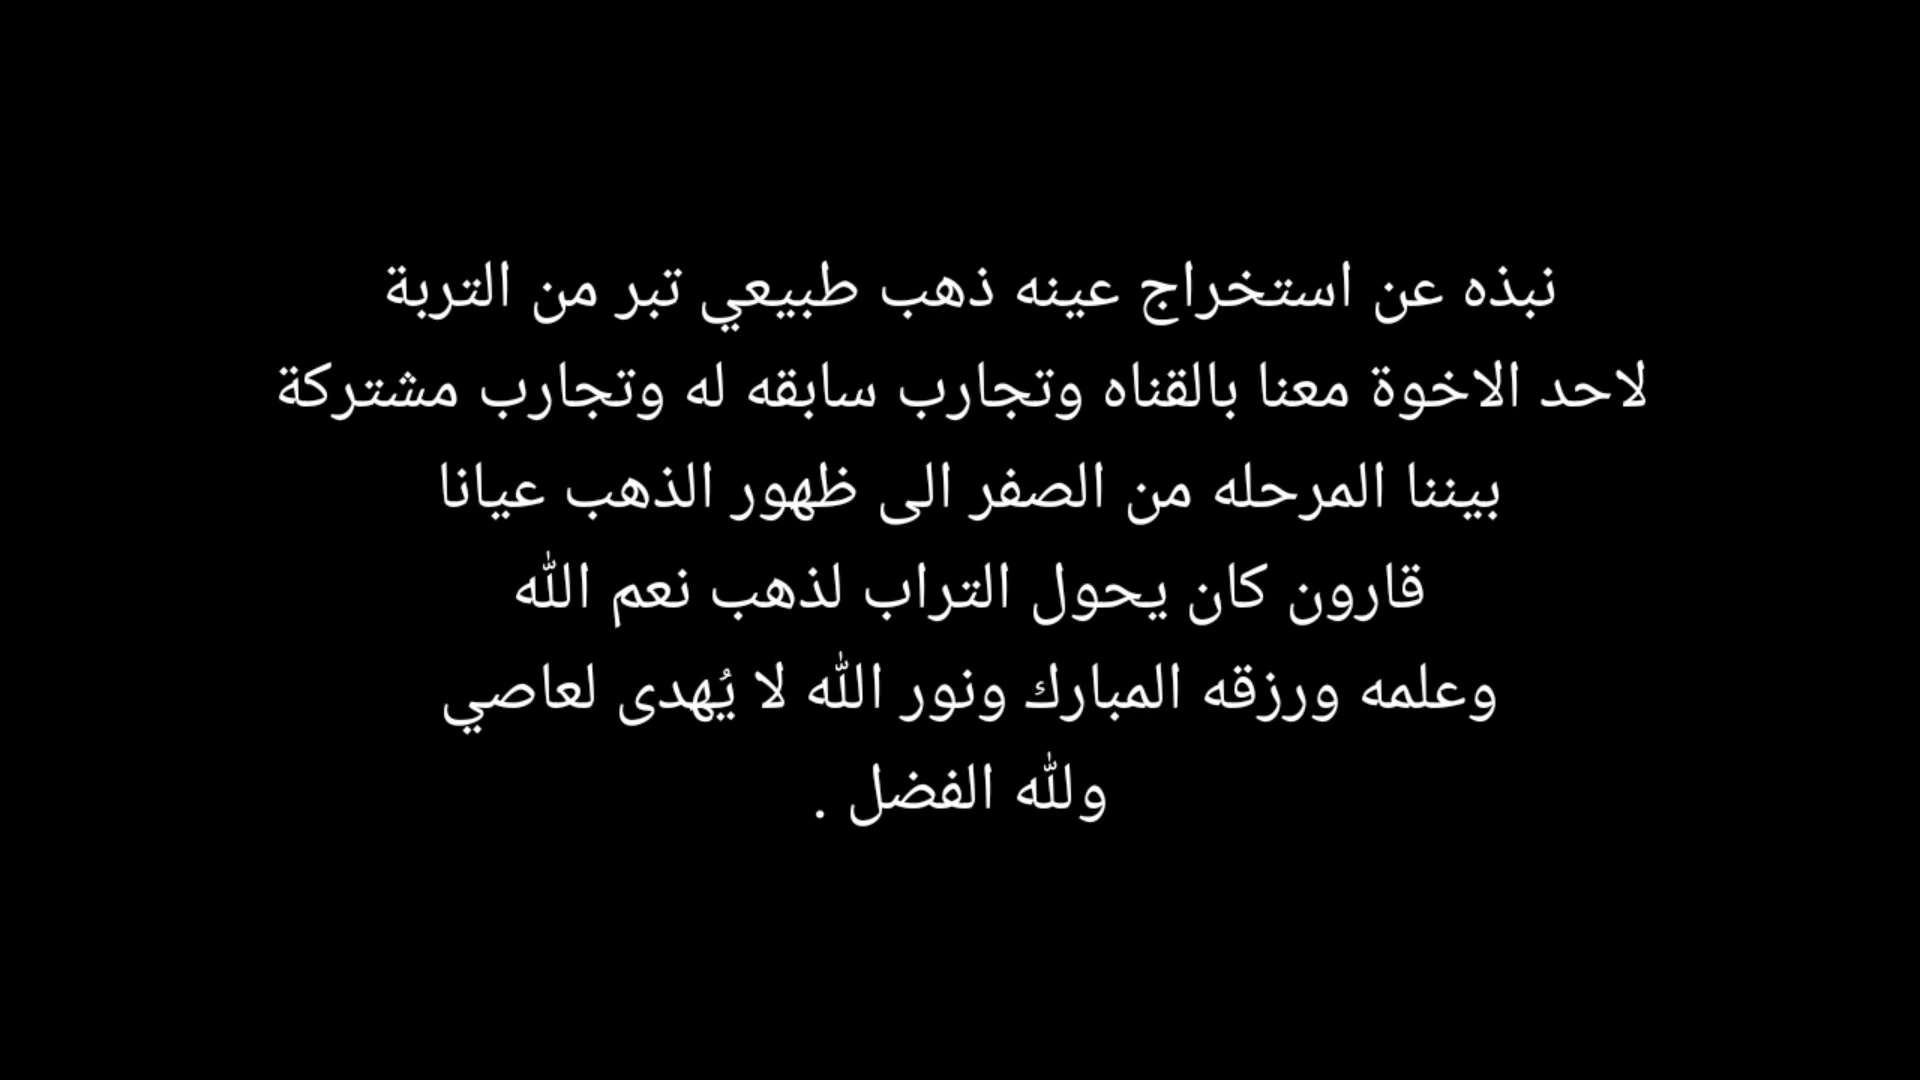 نبذه عن استخراج عينه ذهب طبيعي تبر من التربة
لاحد الاخوة معنا بالقناه وتجارب سابقه له وتجارب مشتركة
بيننا المرحله من الصفر الى ظهور الذهب عيانا
قارون كان يحول التراب لذهب نعم الله
وعلمه ورزقه المبارك ونور الله لا يُهدى لعاصي
ولله الفضل .